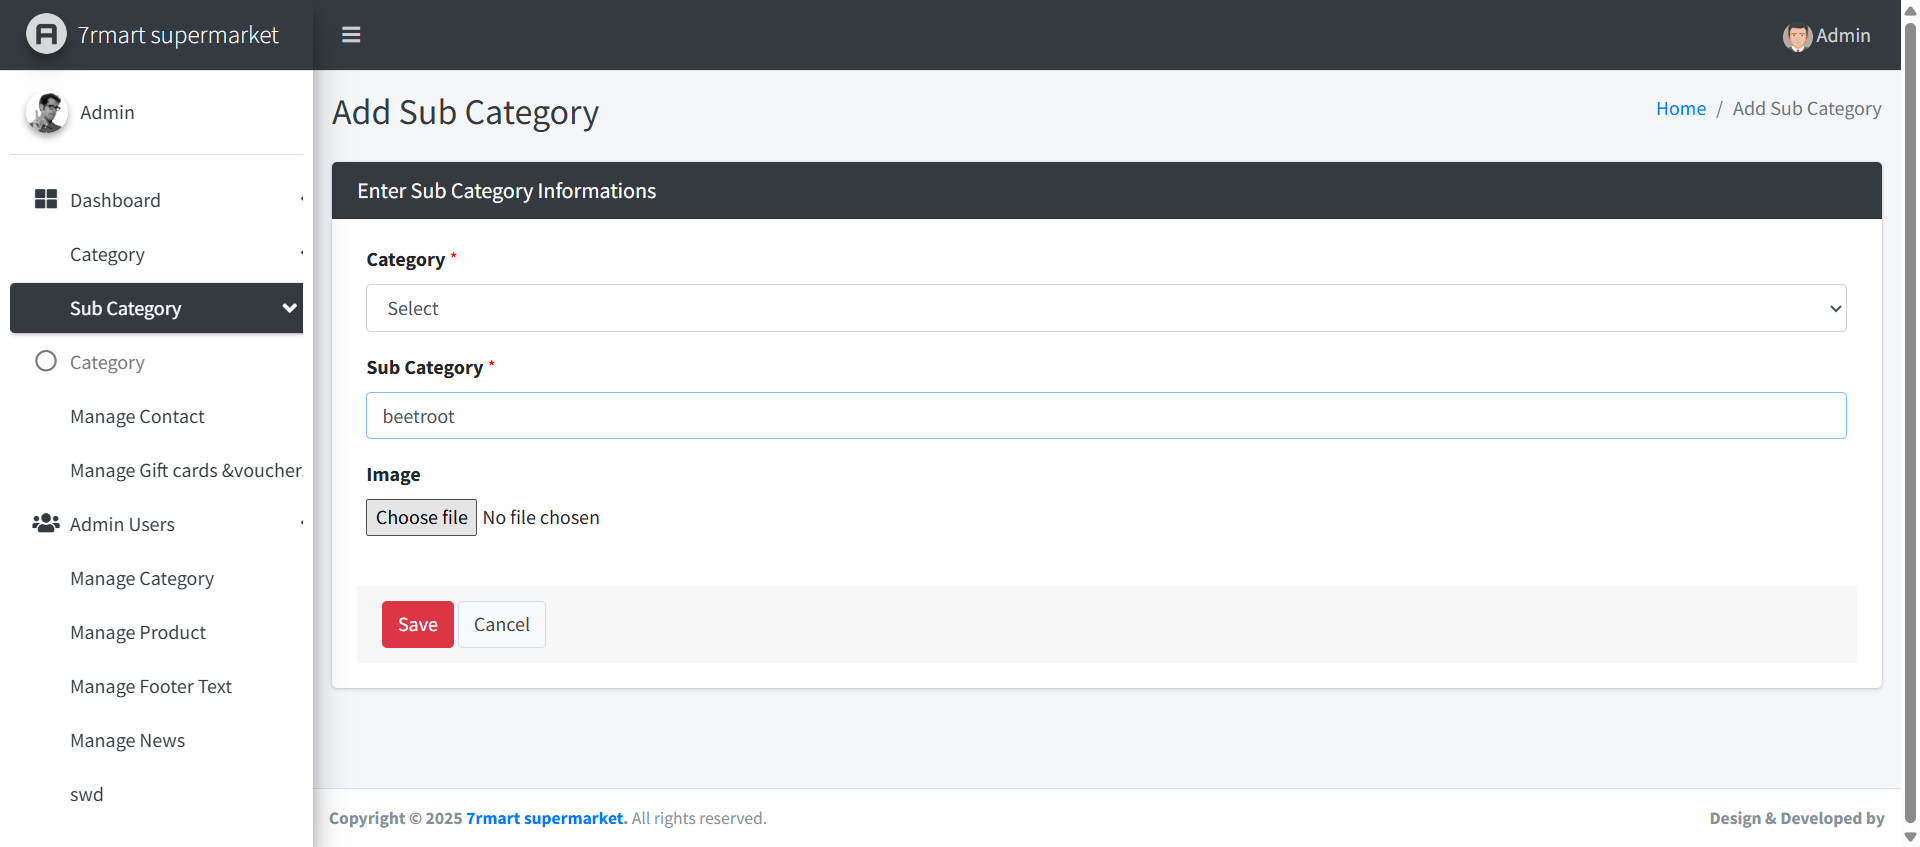 7rmart supermarket
Admin
Admin
Add Sub Category
Home / Add Sub Category
Dashboard
Category
Sub Category
Category
Manage Contact
Manage Gift cards &voucher
Admin Users
Manage Category
Manage Product
Manage Footer Text
Manage News
swd
Enter Sub Category Informations
Category *
Select
Sub Category *
beetroot
Image
Choose file No file chosen
Save Cancel
Copyright © 2025 7rmart supermarket. All rights reserved.
Design & Developed by